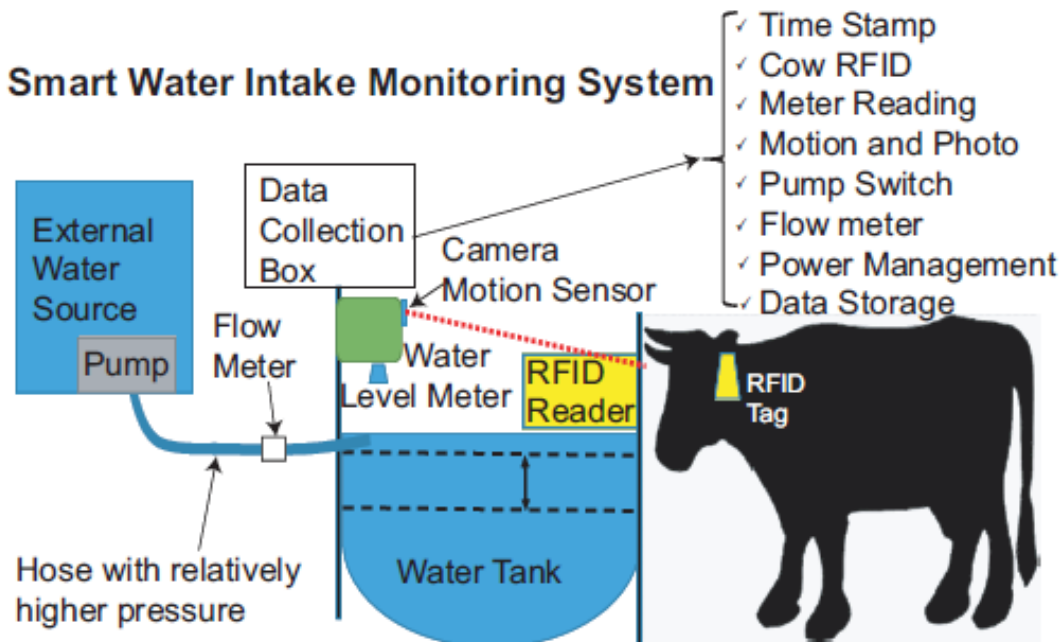 Smart Water Intake Monitoring System
✓ Time Stamp
✓ Cow RFID
✓ Meter Reading
✓ Motion and Photo
✓ Pump Switch
✓ Flow meter
✓ Power Management
✓ Data Storage
External
Water
Source
Pump
Data
Collection
Box
Camera
Motion Sensor
Flow
Meter
Water
Level Meter
RFID
Reader
RFID
Tag
Hose with relatively
higher pressure
Water Tank